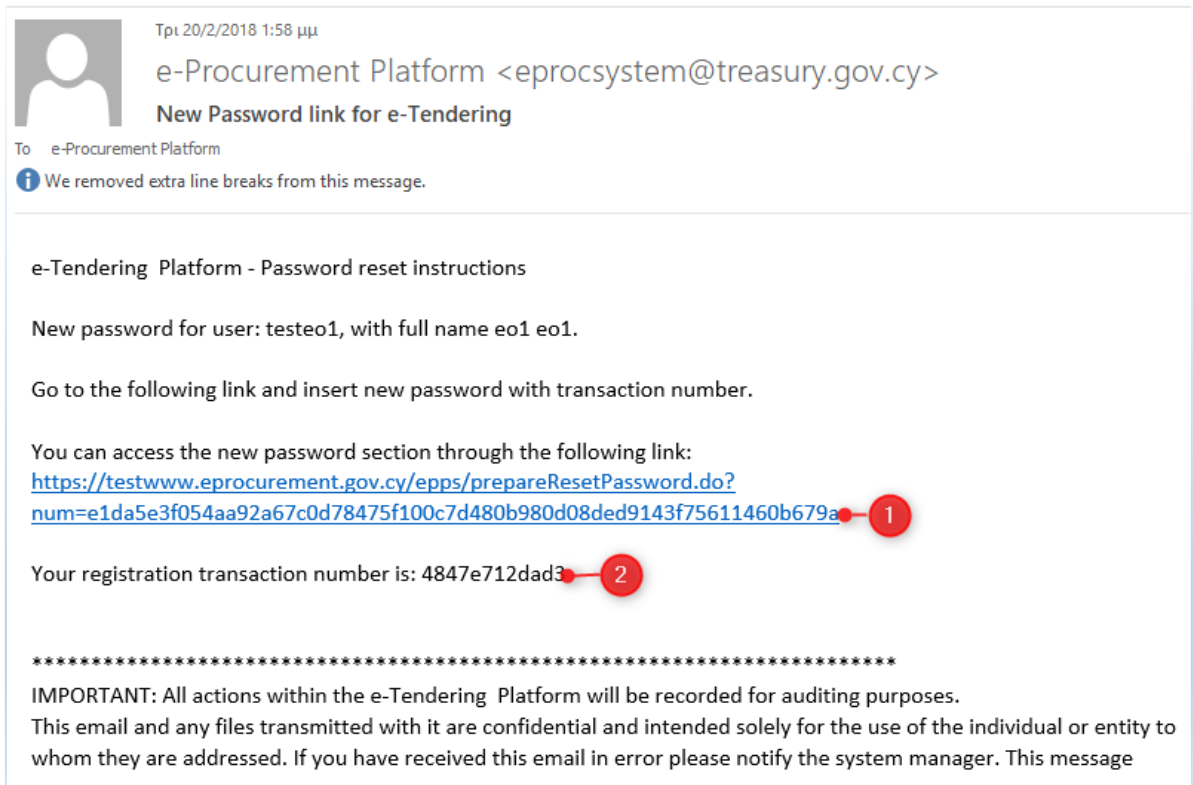 Τρι 20/2/2018 1:58 μμ
e-Procurement Platform <eprocsystem@treasury.gov.cy>
New Password link for e-Tendering
To e-Procurement Platform
We removed extra line breaks from this message.
e-Tendering Platform - Password reset instructions
New password for user: testeo1, with full name eo1 eo1.
Go to the following link and insert new password with transaction number.
You can access the new password section through the following link:
https://testwww.eprocurement.gov.cy/epps/prepareResetPassword.do?
num=e1da5e3f054aa92a67c0d78475f100c7d480b980d08ded9143f75611460b679a 1
Your registration transaction number is: 4847e712dad3 2
*************************************************************************
IMPORTANT: All actions within the e-Tendering Platform will be recorded for auditing purposes.
This email and any files transmitted with it are confidential and intended solely for the use of the individual or entity to
whom they are addressed. If you have received this email in error please notify the system manager. This message